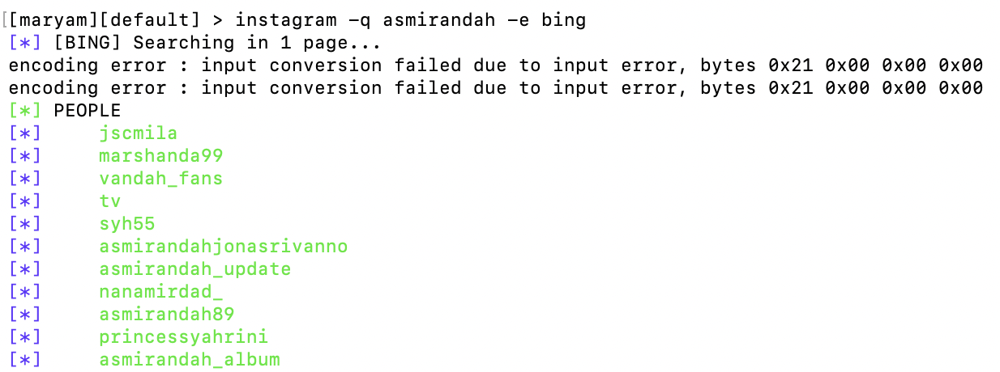 [[maryam][default] > instagram -q asmirandah -e bing
[*] [BING] Searching in 1 page...
encoding error : input conversion failed due to input error, bytes 0x21 0x00 0x00 0x00
encoding error : input conversion failed due to input error, bytes 0x21 0x00 0x00 0x00
[*] PEOPLE
[*] jscmila
[*] marshanda99
[*] vandah_fans
[*] tv
[*] syh55
[*] asmirandahjonasrivanno
[*] asmirandah_update
[*] nanamirdad_
[*] asmirandah89
[*] princessyahrini
[*] asmirandah_album